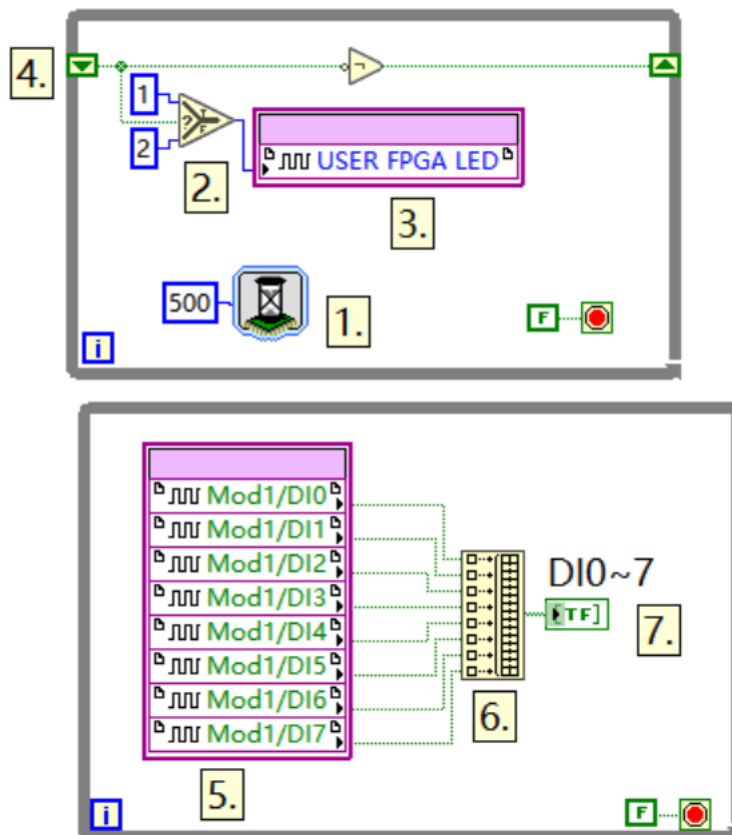 4.
¬
1
T
?
F
2
2.
USER FPGA LED
3.
500
1.
F
i
Mod1/DI0
Mod1/DI1
Mod1/DI2
Mod1/DI3
Mod1/DI4
Mod1/DI5
Mod1/DI6
Mod1/DI7
DI0~7
[TF]
7.
6.
5.
i
F